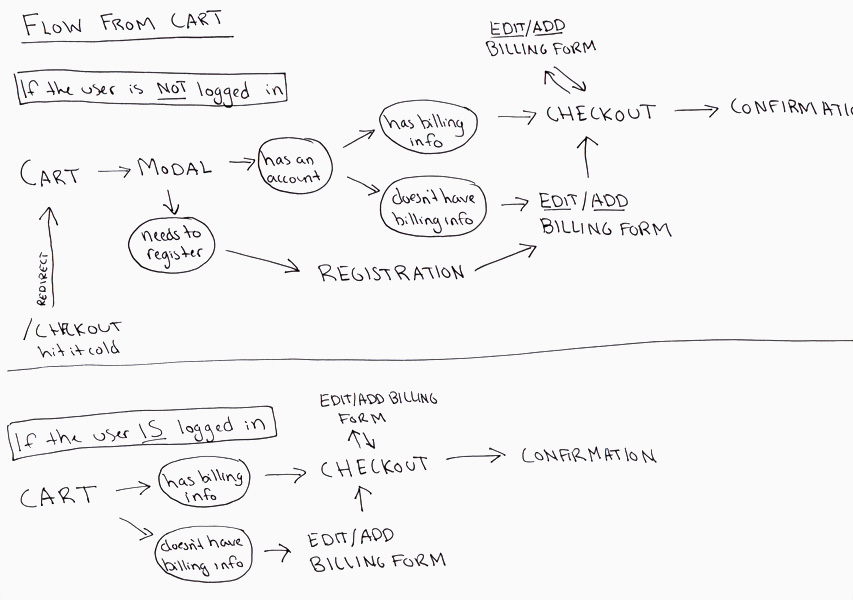 FLOW FROM CART
If the user is NOT logged in
EDIT/ADD
BILLING FORM
has billing
info
CHECKOUT
CONFIRMATIO
CART
MODAL
has an
account
doesn't have
billing info
EDIT/ADD
BILLING FORM
needs to
register
REGISTRATION
REDIRECT
/CHECKOUT
hit it cold
If the user IS logged in
EDIT/ADD BILLING
FORM
CART
has billing
info
CHECKOUT
CONFIRMATION
doesn't have
billing info
EDIT/ADD
BILLING FORM